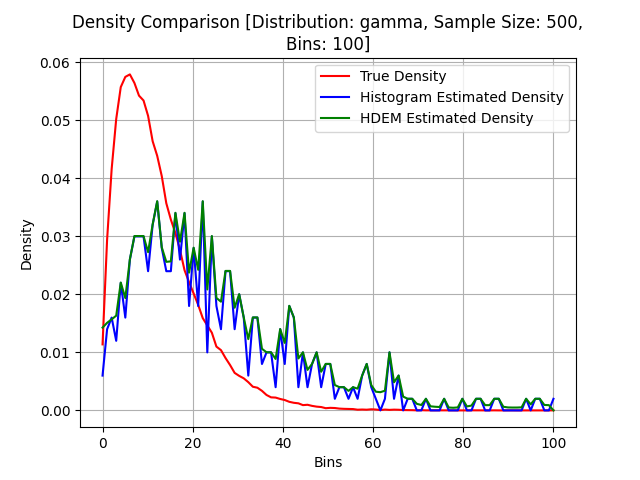 Density Comparison [Distribution: gamma, Sample Size: 500,
Bins: 100]
0.06
0.05
0.04
0.03
0.02
0.01
0.00
Density
True Density
Histogram Estimated Density
HDEM Estimated Density
0 20 40 60 80 100
Bins